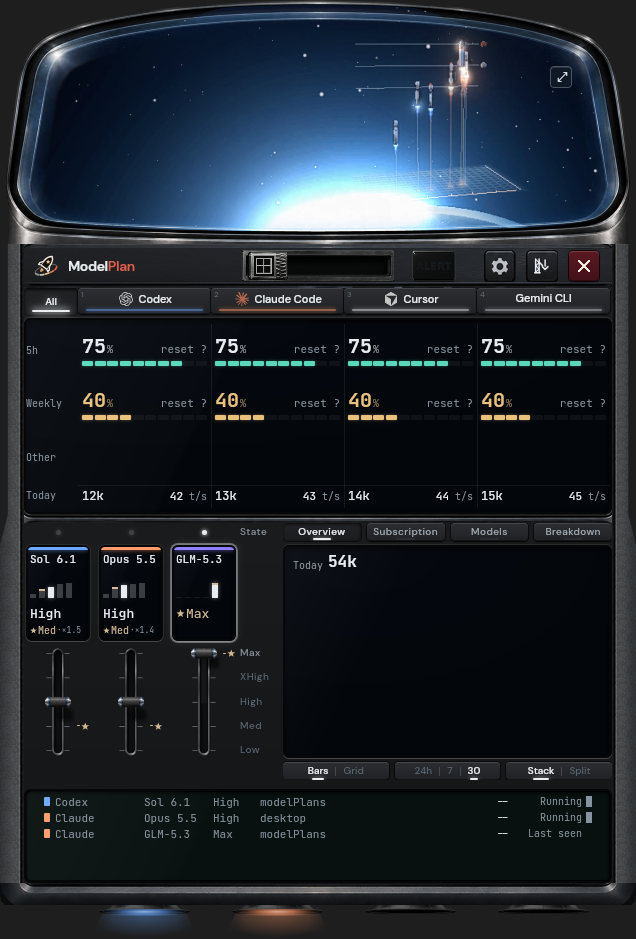 ModelPlan
ALERT
All
1 Codex
2 Claude Code
3 Cursor
4 Gemini CLI
5h 75% reset ? 75% reset ? 75% reset ? 75% reset ?
Weekly 40% reset ? 40% reset ? 40% reset ? 40% reset ?
Other
Today 12k 42 t/s 13k 43 t/s 14k 44 t/s 15k 45 t/s
State
Overview Subscription Models Breakdown
Sol 6.1 Opus 5.5 GLM-5.3
High High ★Max
★Med·×1.5 ★Med·×1.4
Today 54k
-★ Max
XHigh
High
-★ -★ Med
Low
Bars | Grid 24h | 7 | 30 Stack | Split
Codex Sol 6.1 High modelPlans —— Running
Claude Opus 5.5 High desktop —— Running
Claude GLM-5.3 Max modelPlans —— Last seen